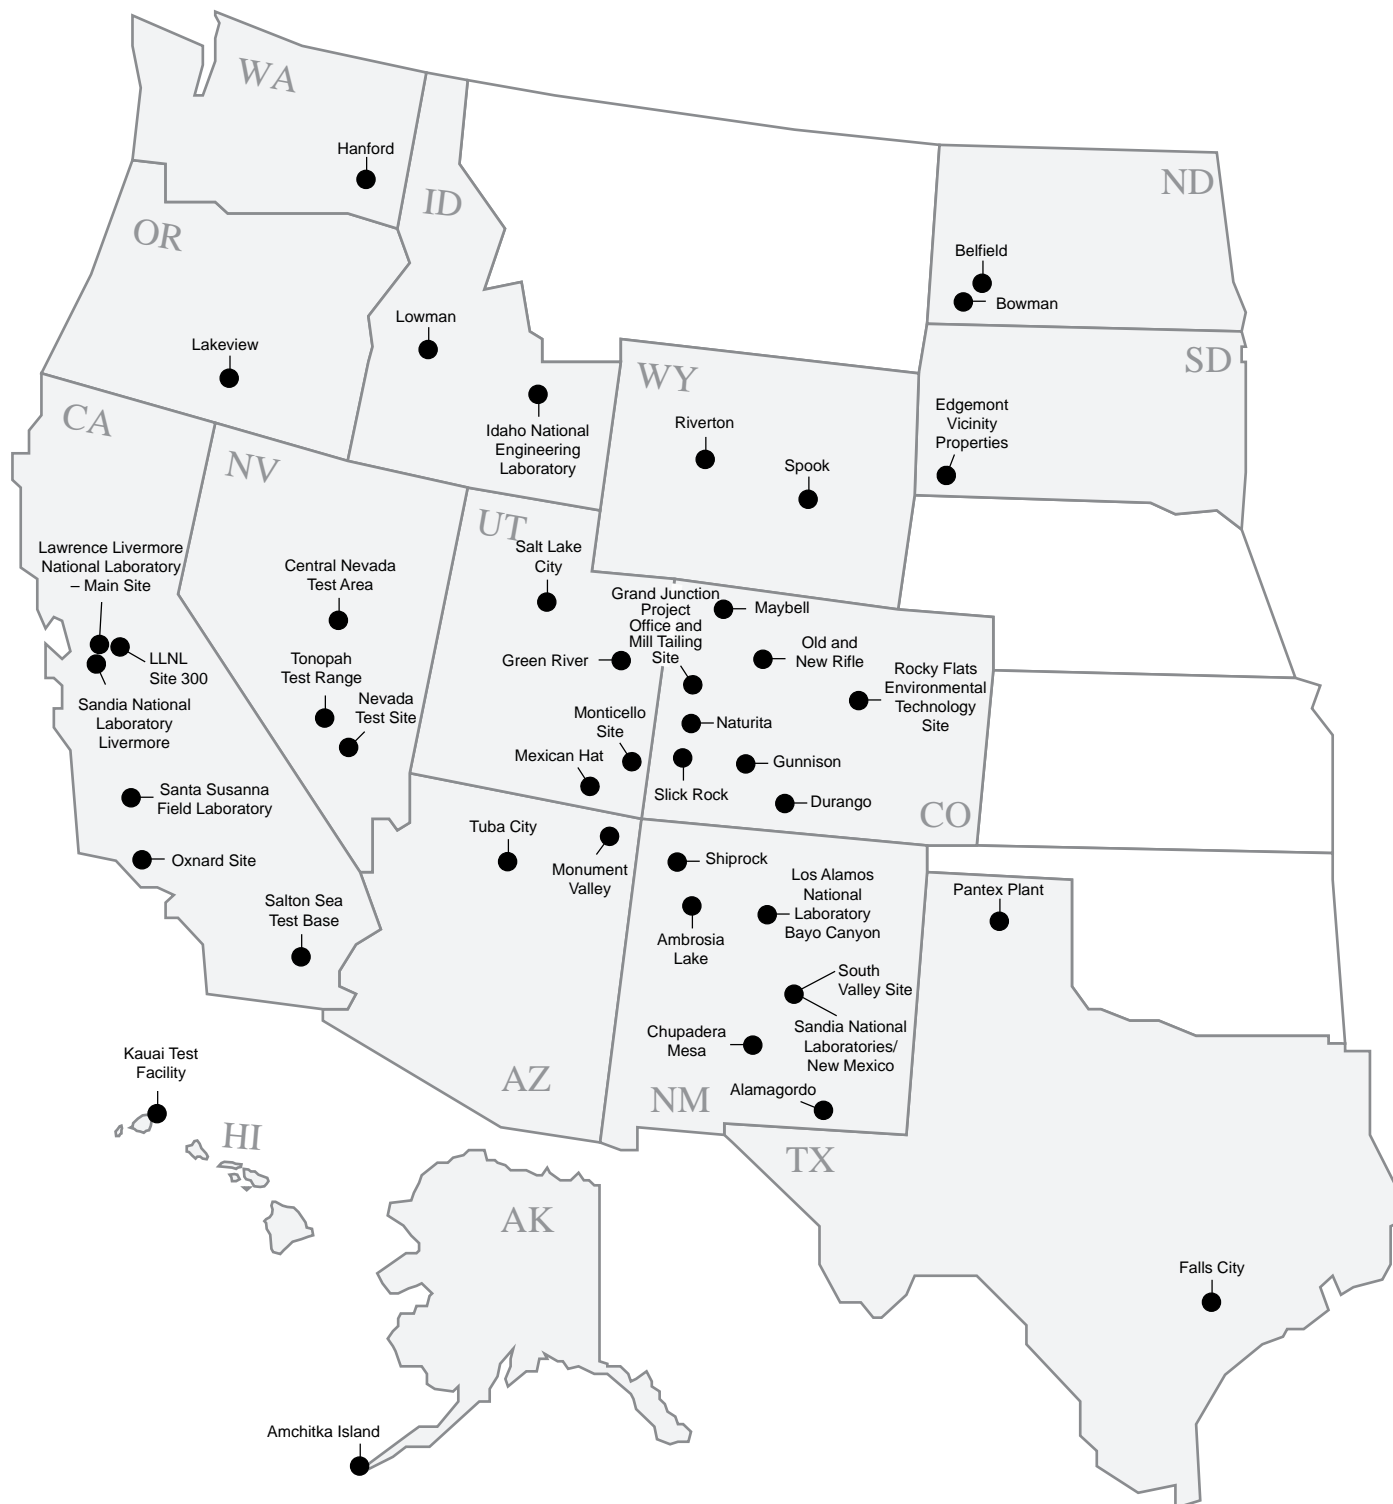 WA
Hanford
ID
OR
Lakeview
Lowman
Idaho National
Engineering
Laboratory
ND
Belfield
Bowman
SD
Edgemont
Vicinity
Properties
WY
Riverton
Spook
CA
Lawrence Livermore
National Laboratory
– Main Site
LLNL
Site 300
Sandia National
Laboratory
Livermore
Santa Susanna
Field Laboratory
Oxnard Site
Salton Sea
Test Base
NV
Central Nevada
Test Area
Tonopah
Test Range
Nevada
Test Site
UT
Salt Lake
City
Green River
Monticello
Site
Mexican Hat
Grand Junction
Project
Office and
Mill Tailing
Site
Maybell
Old and
New Rifle
Rocky Flats
Environmental
Technology
Site
Naturita
Gunnison
Slick Rock
Durango
CO
Tuba City
Monument
Valley
AZ
Shiprock
Ambrosia
Lake
Los Alamos
National
Laboratory
Bayo Canyon
South
Valley Site
Sandia National
Laboratories/
New Mexico
Chupadera
Mesa
Alamagordo
NM
Pantex Plant
TX
Falls City
Kauai Test
Facility
HI
AK
Amchitka Island